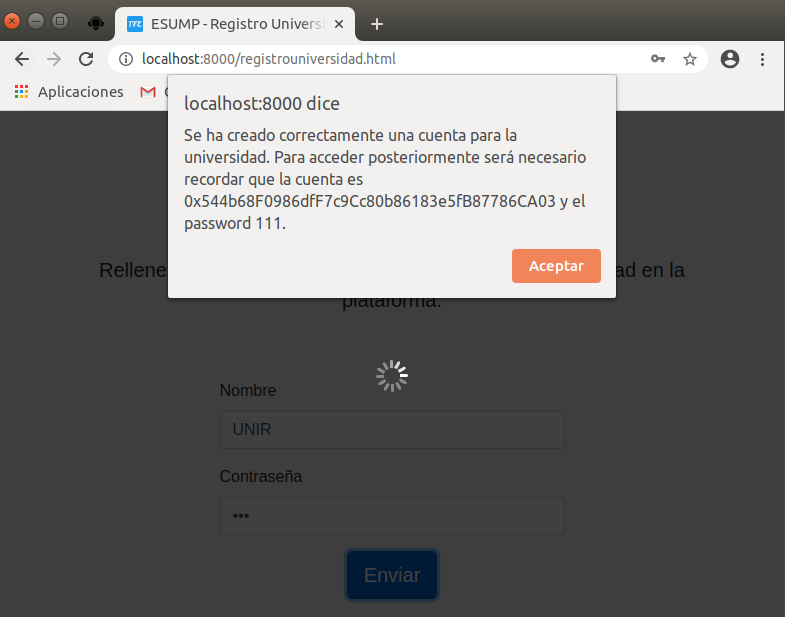 ESUMP - Registro Universi
localhost:8000/registrouniversidad.html
Aplicaciones
localhost:8000 dice
Se ha creado correctamente una cuenta para la
universidad. Para acceder posteriormente será necesario
recordar que la cuenta es
0x544b68F0986dfF7c9Cc80b86183e5fB87786CA03 y el
password 111.
Aceptar
Rellene ad en la
plataforma.
Nombre
UNIR
Contraseña
•••
Enviar